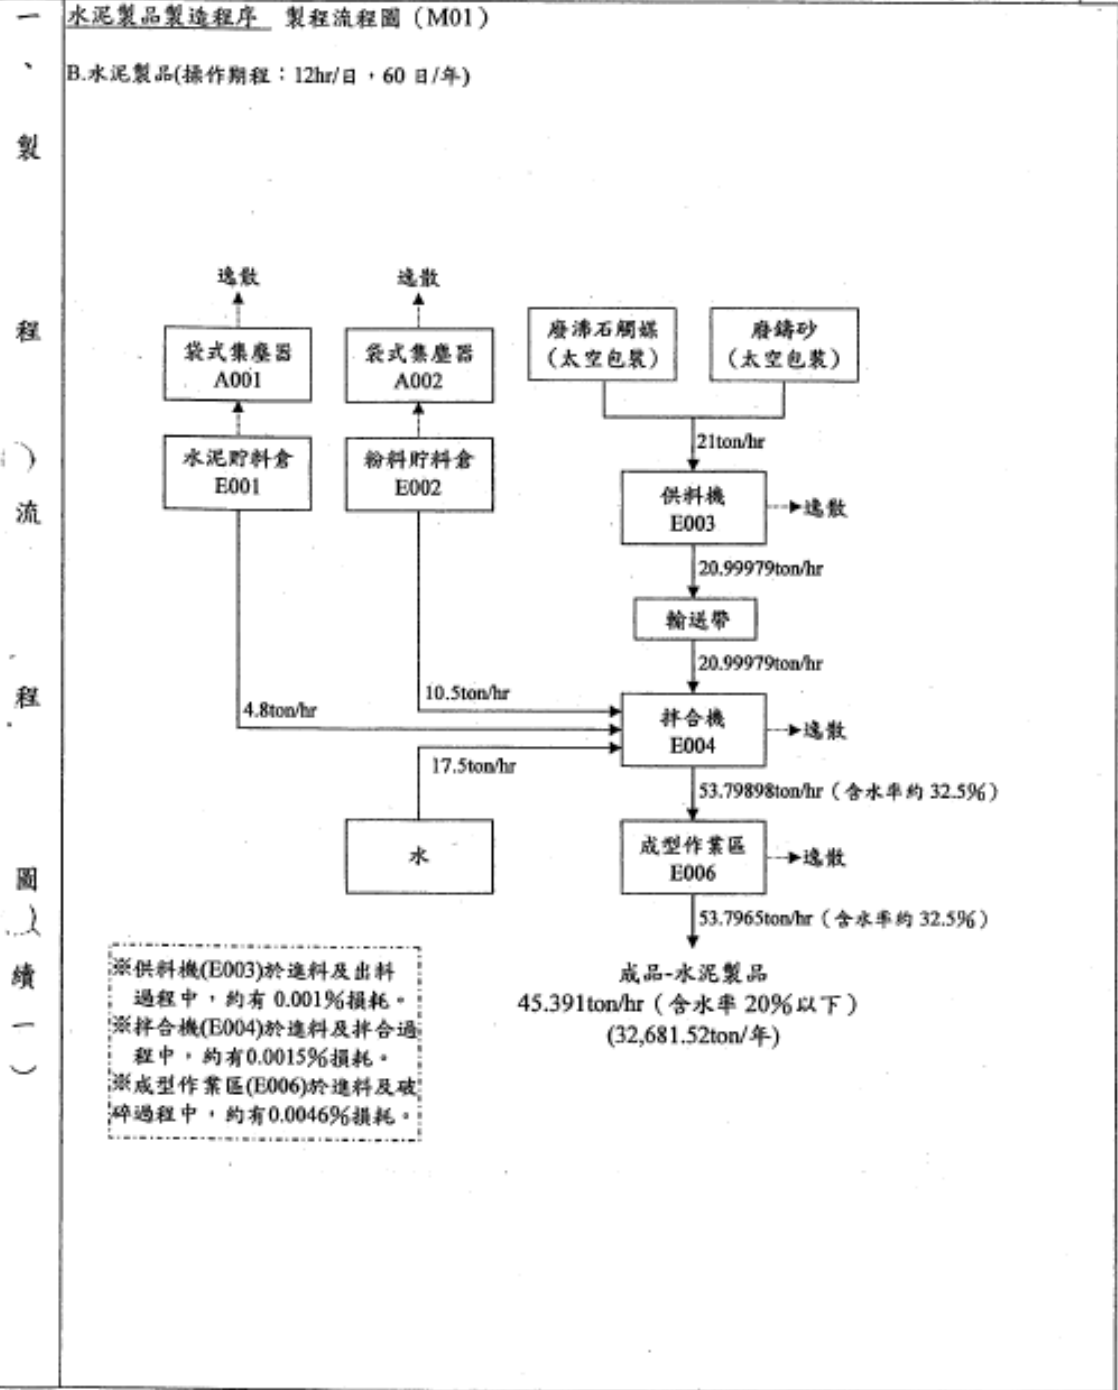 一、製程流程圖(續一)
水泥製品製造程序 製程流程圖（M01）
B.水泥製品(操作期程：12hr/日，60日/年)
逸散
逸散
袋式集塵器
A001
袋式集塵器
A002
廢沸石觸媒
（太空包裝）
廢鑄砂
（太空包裝）
21ton/hr
水泥貯料倉
E001
粉料貯料倉
E002
供料機
E003
逸散
20.99979ton/hr
輸送帶
20.99979ton/hr
10.5ton/hr
4.8ton/hr
拌合機
E004
逸散
17.5ton/hr
53.79898ton/hr（含水率約 32.5%）
水
成型作業區
E006
逸散
53.7965ton/hr（含水率約 32.5%）
成品-水泥製品
45.391ton/hr（含水率 20%以下）
(32,681.52ton/年)
※供料機(E003)於進料及出料
過程中，約有 0.001%損耗。
※拌合機(E004)於進料及拌合過
程中，約有0.0015%損耗。
※成型作業區(E006)於進料及破
碎過程中，約有0.0046%損耗。